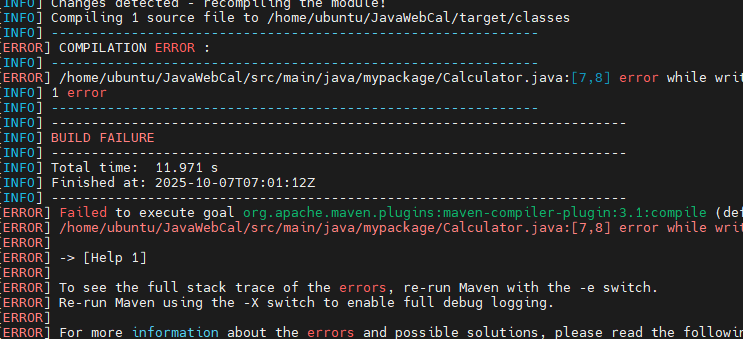 [INFO] Changes detected - recompiling the module!
[INFO] Compiling 1 source file to /home/ubuntu/JavaWebCal/target/classes
[INFO] -------------------------------------------------------------
[ERROR] COMPILATION ERROR :
[INFO] -------------------------------------------------------------
[ERROR] /home/ubuntu/JavaWebCal/src/main/java/mypackage/Calculator.java:[7,8] error while writ
[INFO] 1 error
[INFO] -------------------------------------------------------------
[INFO] ------------------------------------------------------------------------
[INFO] BUILD FAILURE
[INFO] ------------------------------------------------------------------------
[INFO] Total time:  11.971 s
[INFO] Finished at: 2025-10-07T07:01:12Z
[INFO] ------------------------------------------------------------------------
[ERROR] Failed to execute goal org.apache.maven.plugins:maven-compiler-plugin:3.1:compile (def
[ERROR] /home/ubuntu/JavaWebCal/src/main/java/mypackage/Calculator.java:[7,8] error while writ
[ERROR]
[ERROR] -> [Help 1]
[ERROR]
[ERROR] To see the full stack trace of the errors, re-run Maven with the -e switch.
[ERROR] Re-run Maven using the -X switch to enable full debug logging.
[ERROR]
[ERROR] For more information about the errors and possible solutions, please read the followin